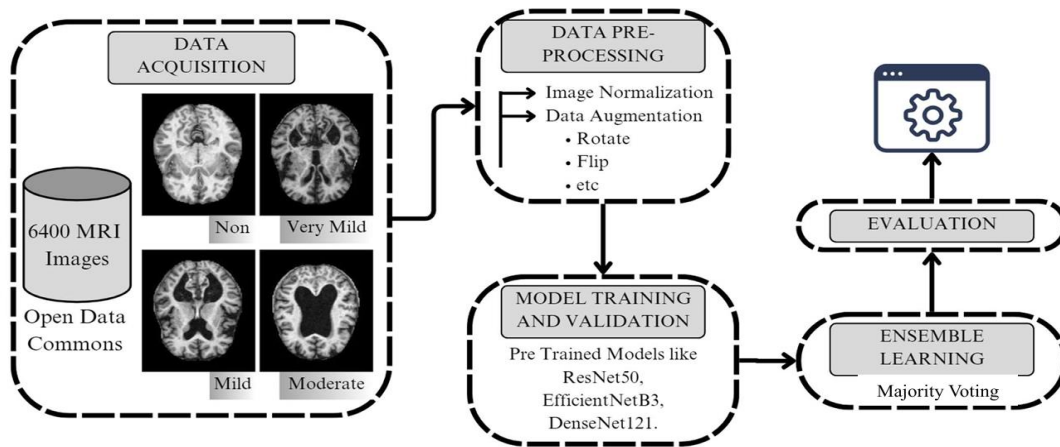 DATA
ACQUISITION
6400 MRI
Images
Open Data
Commons
Non
Very Mild
Mild
Moderate
DATA PRE-
PROCESSING
Image Normalization
Data Augmentation
• Rotate
• Flip
• etc
MODEL TRAINING
AND VALIDATION
Pre Trained Models like
ResNet50,
EfficientNetB3,
DenseNet121.
ENSEMBLE
LEARNING
Majority Voting
EVALUATION